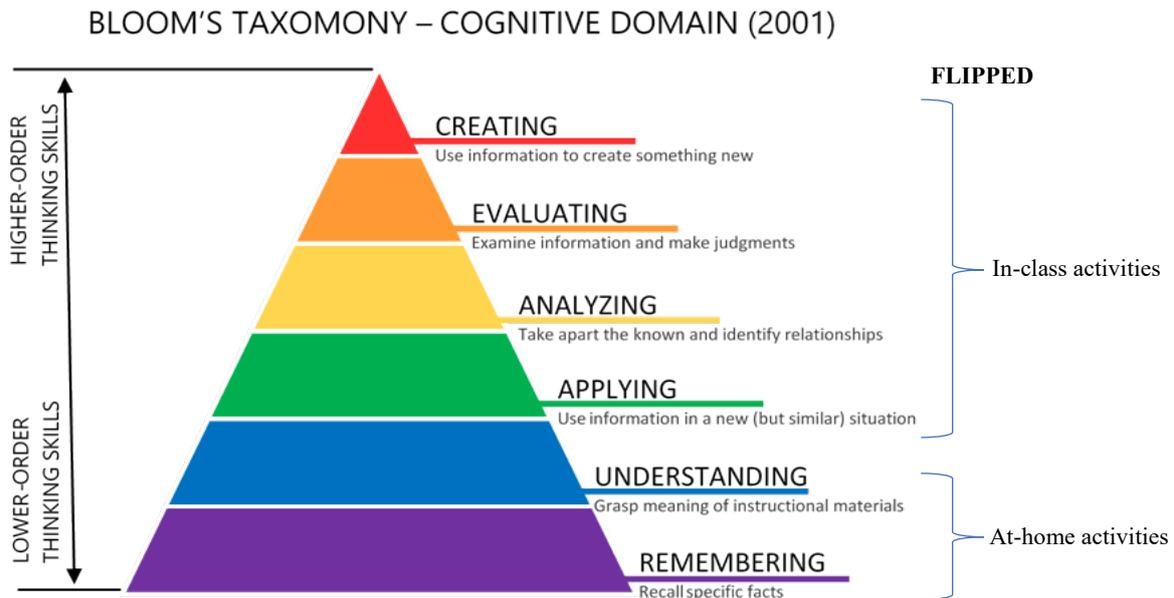 BLOOM'S TAXOMONY – COGNITIVE DOMAIN (2001)
FLIPPED
HIGHER-ORDER
THINKING SKILLS
CREATING
Use information to create something new
EVALUATING
Examine information and make judgments
In-class activities
ANALYZING
Take apart the known and identify relationships
APPLYING
Use information in a new (but similar) situation
LOWER-ORDER
THINKING SKILLS
UNDERSTANDING
Grasp meaning of instructional materials
At-home activities
REMEMBERING
Recall specific facts